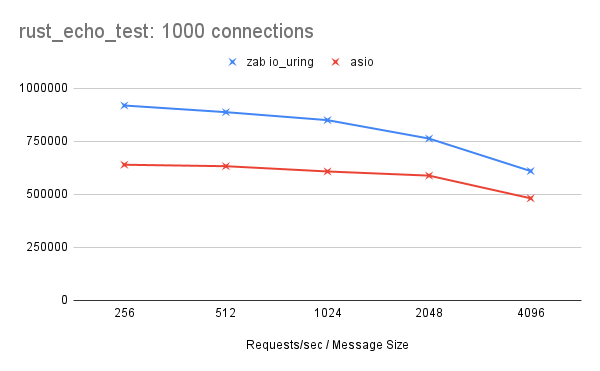 rust_echo_test: 1000 connections
zab io_uring asio
1000000
750000
500000
250000
0
256 512 1024 2048 4096
Requests/sec / Message Size